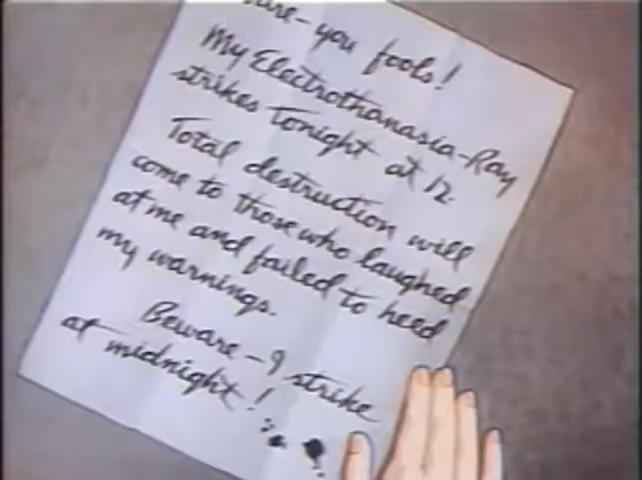 ure-you fools!
My Electrothanasia-Ray
strikes tonight at 12.
Total destruction will
come to those who laughed
at me and failed to heed
my warnings.
Beware-I strike
at midnight!